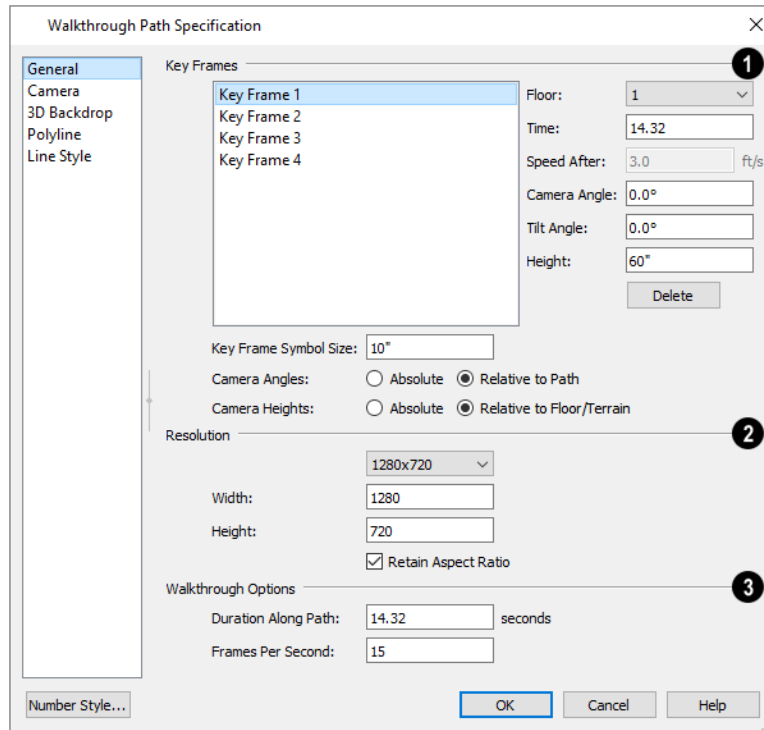 Walkthrough Path Specification
General
Camera
3D Backdrop
Polyline
Line Style
Key Frames
1
Key Frame 1
Key Frame 2
Key Frame 3
Key Frame 4
Floor: 1
Time: 14.32
Speed After: 3.0 ft/s
Camera Angle: 0.0°
Tilt Angle: 0.0°
Height: 60"
Delete
Key Frame Symbol Size: 10"
Camera Angles: Absolute Relative to Path
Camera Heights: Absolute Relative to Floor/Terrain
Resolution
2
1280x720
Width: 1280
Height: 720
Retain Aspect Ratio
Walkthrough Options
3
Duration Along Path: 14.32 seconds
Frames Per Second: 15
Number Style... OK Cancel Help